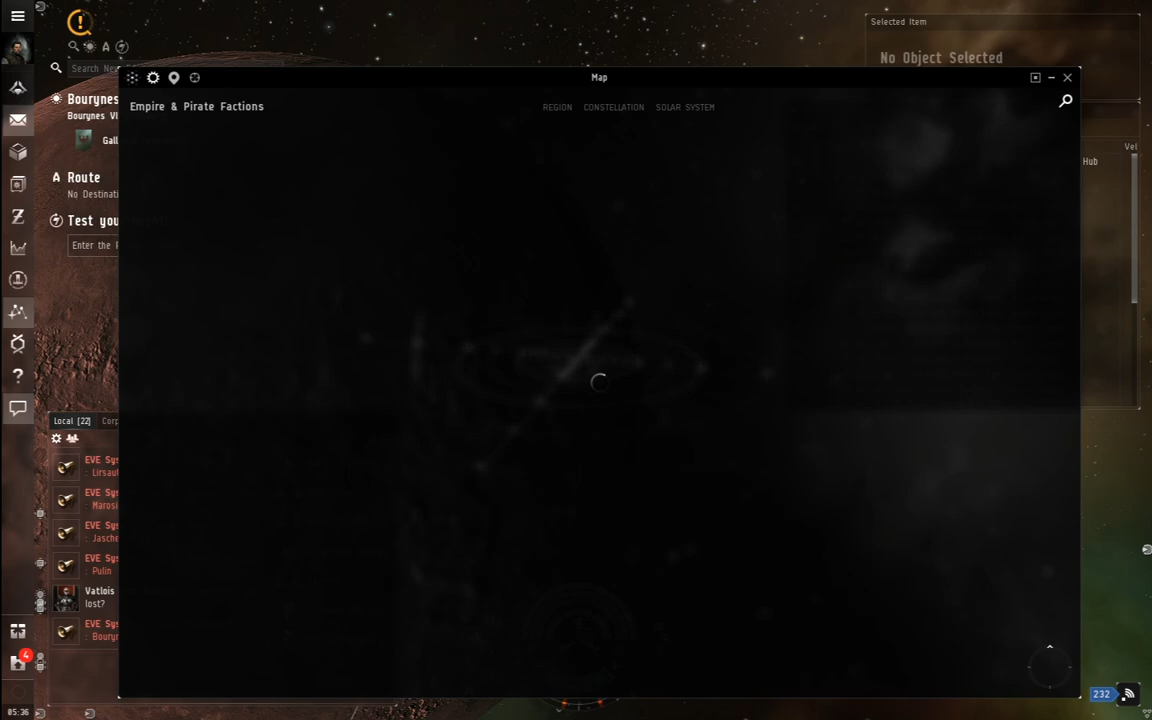 Selected Item
No Object Selected
Search Ne
Map
Empire & Pirate Factions
REGION CONSTELLATION SOLAR SYSTEM
Bourynes
Bourynes VI
Gall
Route
No Destinati
Test you
Enter the
Vel
Hub
Local [22] Corp
EVE Sys
: Lirsaut
EVE Sys
: Marosi
EVE Sys
: Jasche
EVE Sys
: Pulin
Vatlois
lost?
EVE Sys
: Bouryn
4
05:36
232